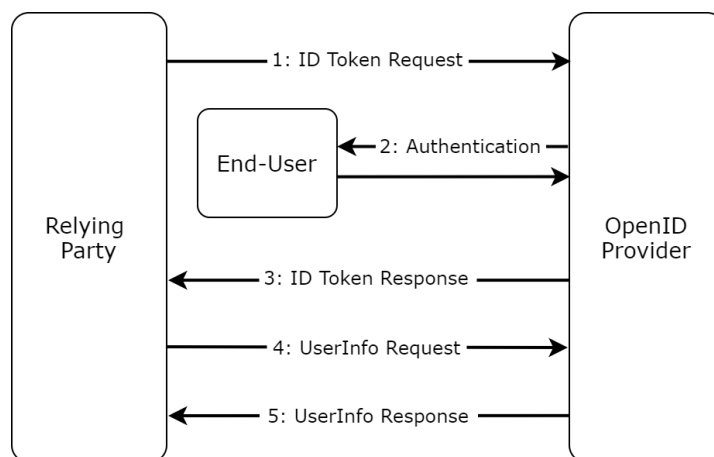 1: ID Token Request
2: Authentication
End-User
Relying
Party
OpenID
Provider
3: ID Token Response
4: UserInfo Request
5: UserInfo Response